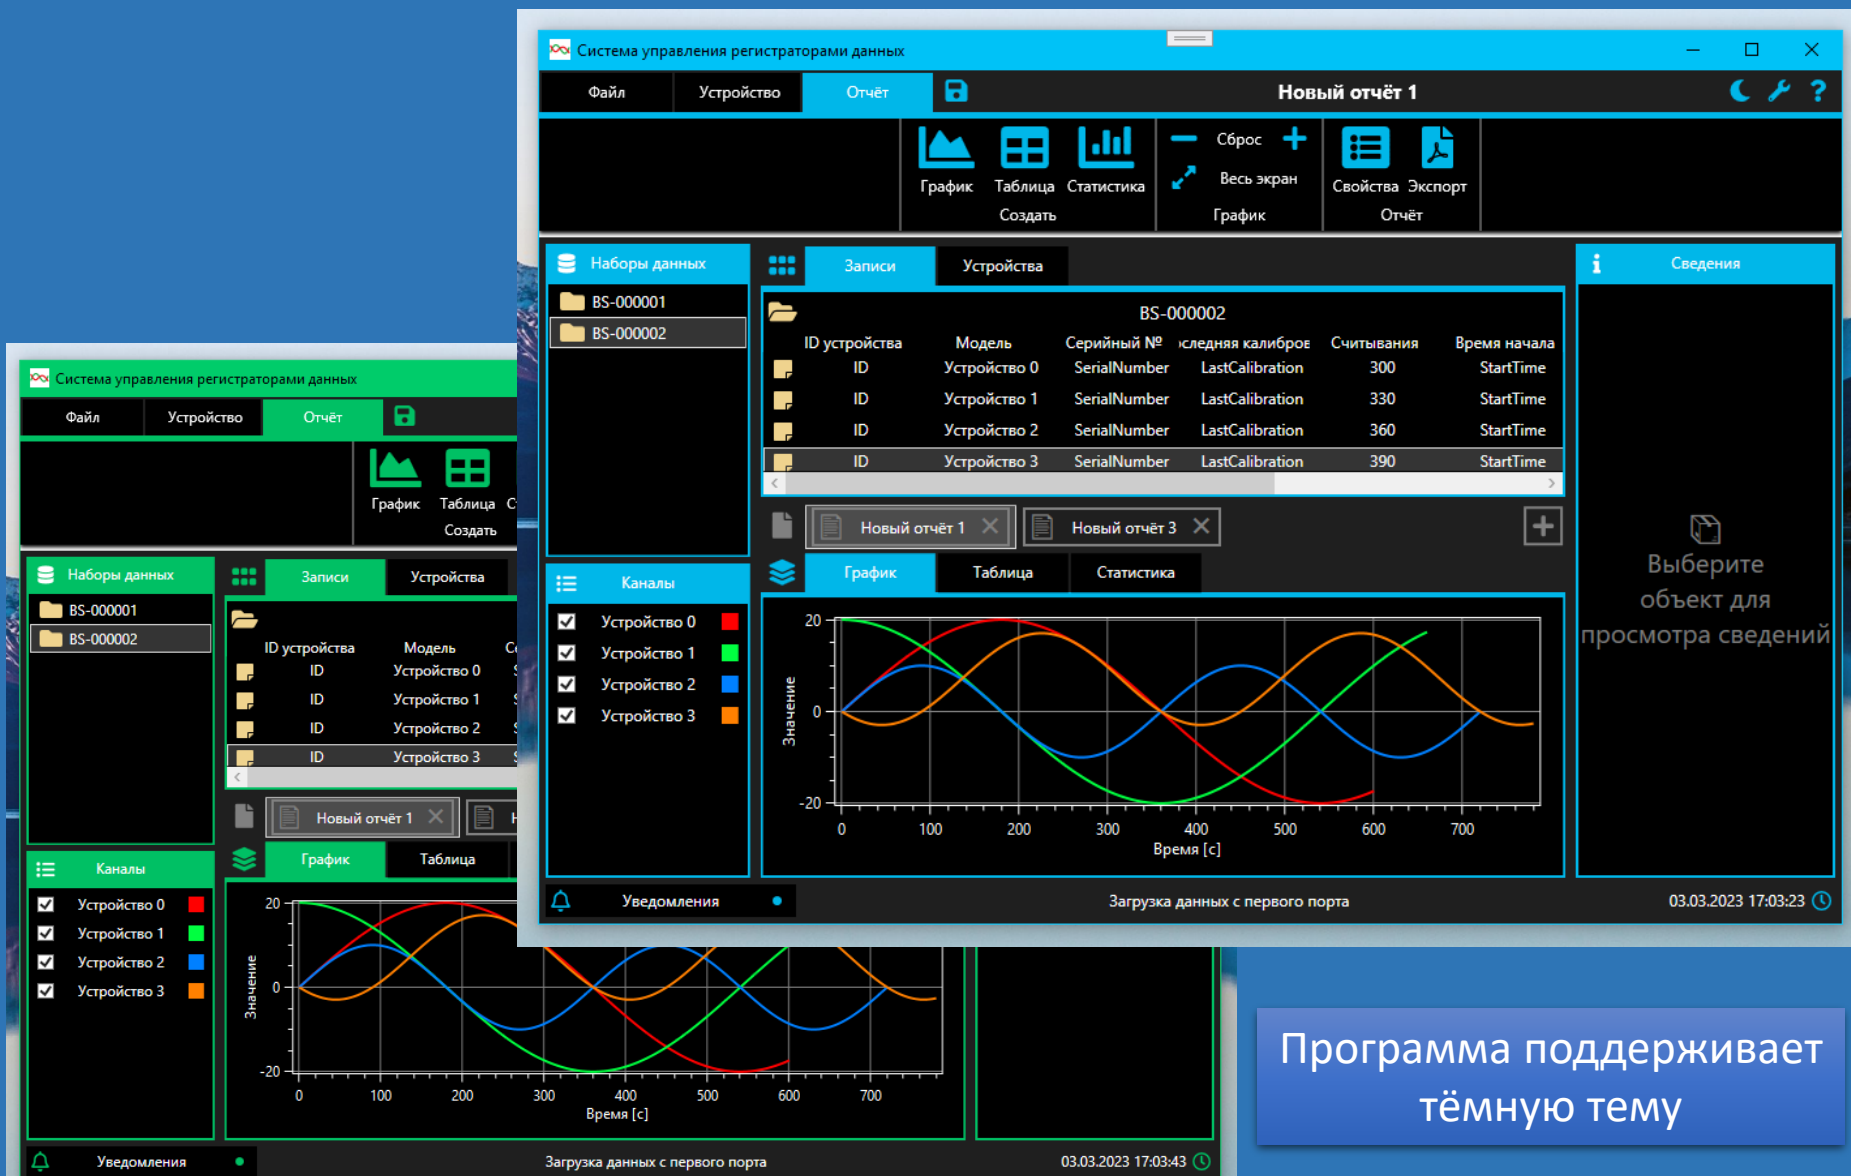 Система управления регистраторами данных
Файл Устройство Отчёт Новый отчёт 1 ?
Сброс
График Таблица Статистика Весь экран Свойства Экспорт
Создать График Отчёт
Наборы данных
BS-000001
BS-000002
Записи Устройства
BS-000002
ID устройства Модель Серийный № следняя калибров Считывания Время начала
ID Устройство 0 SerialNumber LastCalibration 300 StartTime
ID Устройство 1 SerialNumber LastCalibration 330 StartTime
ID Устройство 2 SerialNumber LastCalibration 360 StartTime
ID Устройство 3 SerialNumber LastCalibration 390 StartTime
Новый отчёт 1 Новый отчёт 3
График Таблица Статистика
Каналы
Устройство 0
Устройство 1
Устройство 2
Устройство 3
20
0
-20
Значение
0 100 200 300 400 500 600 700
Время [с]
Сведения
Выберите
объект для
просмотра сведений
Уведомления Загрузка данных с первого порта 03.03.2023 17:03:23
Система управления регистраторами данных
Файл Устройство Отчёт
График Таблица С
Создать
Наборы данных
BS-000001
BS-000002
Записи Устройства
ID устройства Модель С
ID Устройство 0
ID Устройство 1
ID Устройство 2
ID Устройство 3
Новый отчёт 1
График Таблица
Каналы
Устройство 0
Устройство 1
Устройство 2
Устройство 3
20
0
-20
Значение
0 100 200 300 400 500 600 700
Время [с]
Уведомления Загрузка данных с первого порта 03.03.2023 17:03:43
Программа поддерживает
тёмную тему